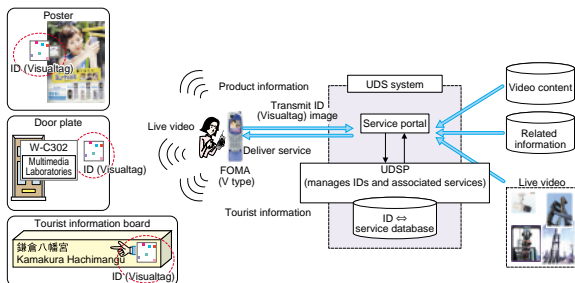 Poster
ID (Visualtag)
Door plate
W-C302
Multimedia
Laboratories
ID (Visualtag)
Tourist information board
鎌倉八幡宮
Kamakura Hachimangu
ID (Visualtag)
Product information
Live video
Transmit ID
(Visualtag) image
Deliver service
FOMA
(V type)
Tourist information
UDS system
Service portal
UDSP
(manages IDs and associated services)
ID ⇔
service database
Video content
Related
information
Live video